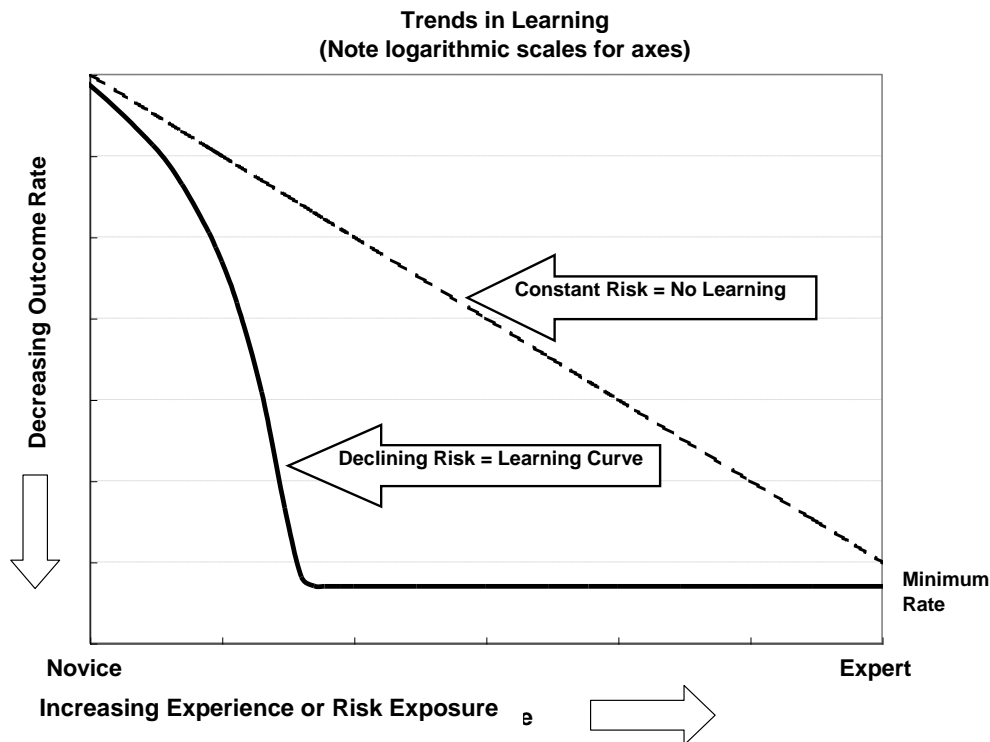 Trends in Learning
(Note logarithmic scales for axes)
Decreasing Outcome Rate
Constant Risk = No Learning
Declining Risk = Learning Curve
Minimum
Rate
Novice
Expert
Increasing Experience or Risk Exposure
e